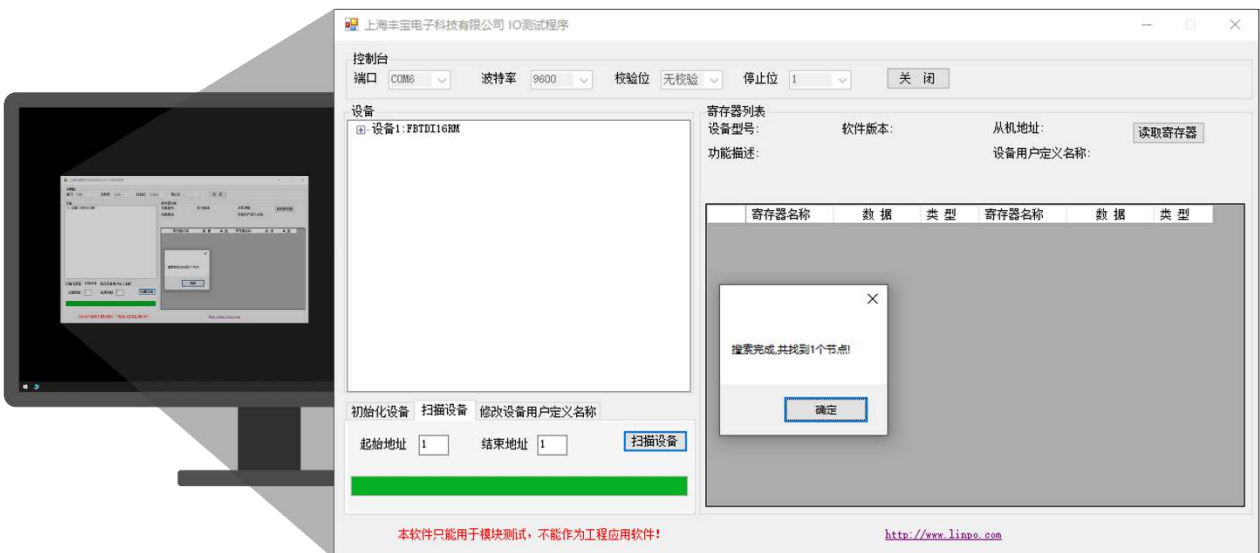 上海丰宝电子科技有限公司 IO测试程序
控制台
端口 COM6 波特率 9600 校验位 无校验 停止位 1 关 闭
设备
设备1:FBTDI16RM
寄存器列表
设备型号: 软件版本: 从机地址: 读取寄存器
功能描述: 设备用户定义名称:
寄存器名称 数 据 类 型 寄存器名称 数 据 类 型
搜索完成,共找到1个节点!
确定
初始化设备 扫描设备 修改设备用户定义名称
起始地址 1 结束地址 1 扫描设备
本软件只能用于模块测试，不能作为工程应用软件!
http://www.linpo.com